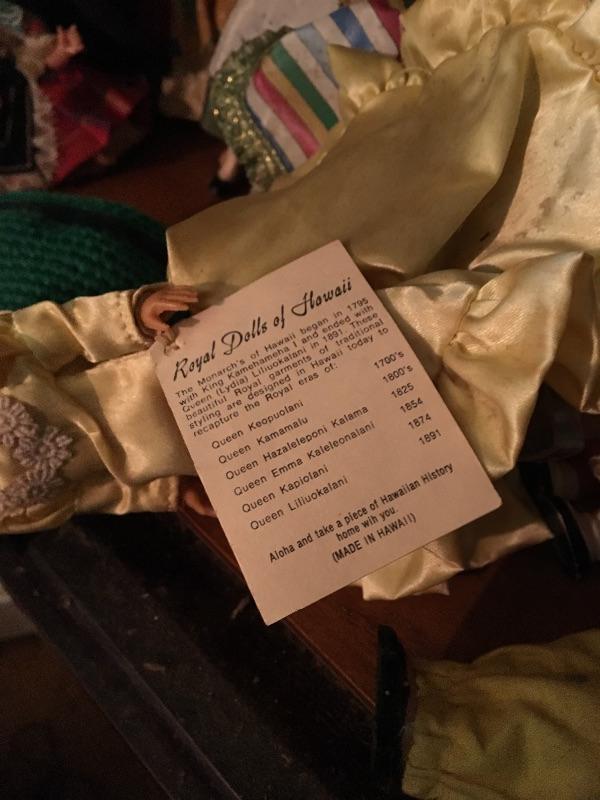 Royal Dolls of Hawaii
The Monarch's of Hawaii began in 1795
with King Kamehameha I and ended with
Queen (Lydia) Liliuokalani in 1891. These
beautiful Royal garments of traditional
styling are designed in Hawaii today to
recapture the Royal eras of:
Queen Keopuolani 1700's
Queen Kamamalu 1800's
Queen Hazaleleponi Kalama 1825
Queen Emma Kaleleonalani 1854
Queen Kapiolani 1874
Queen Liliuokalani 1891
Aloha and take a piece of Hawaiian History
home wih you.
(MADE IN HAWAII)